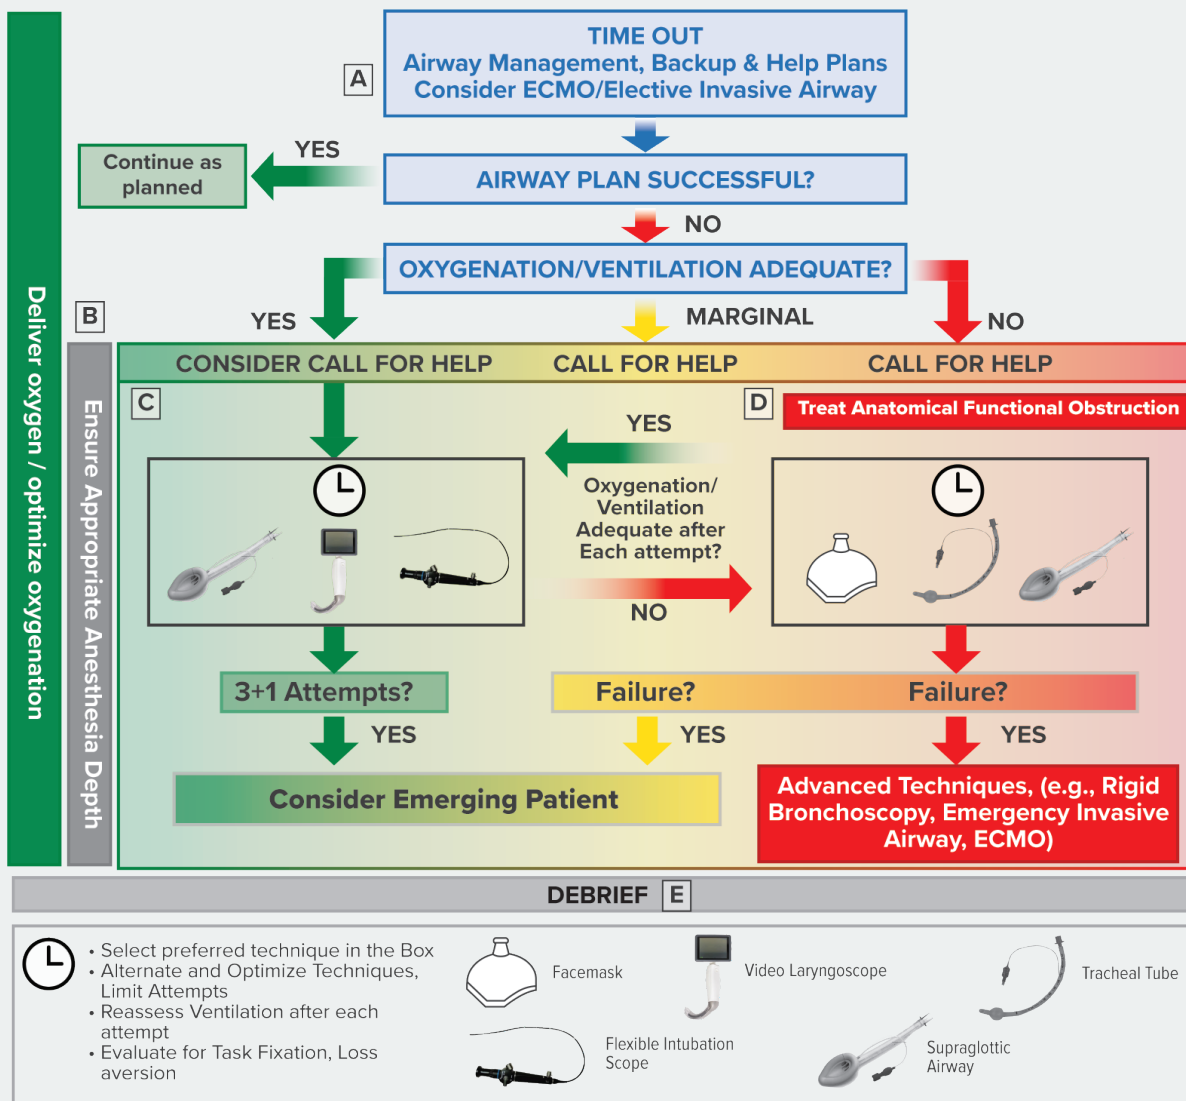 TIME OUT
Airway Management, Backup & Help Plans
Consider ECMO/Elective Invasive Airway
A
YES
Continue as
planned
AIRWAY PLAN SUCCESSFUL?
NO
OXYGENATION/VENTILATION ADEQUATE?
Deliver oxygen / optimize oxygenation
B
YES
MARGINAL
NO
Ensure Appropriate Anesthesia Depth
CONSIDER CALL FOR HELP
CALL FOR HELP
CALL FOR HELP
C
D
Treat Anatomical Functional Obstruction
YES
Oxygenation/
Ventilation
Adequate after
Each attempt?
NO
3+1 Attempts?
Failure?
Failure?
YES
YES
YES
Consider Emerging Patient
Advanced Techniques, (e.g., Rigid
Bronchoscopy, Emergency Invasive
Airway, ECMO)
DEBRIEF
E
• Select preferred technique in the Box
• Alternate and Optimize Techniques,
Limit Attempts
• Reassess Ventilation after each
attempt
• Evaluate for Task Fixation, Loss
aversion
Facemask
Video Laryngoscope
Tracheal Tube
Flexible Intubation
Scope
Supraglottic
Airway